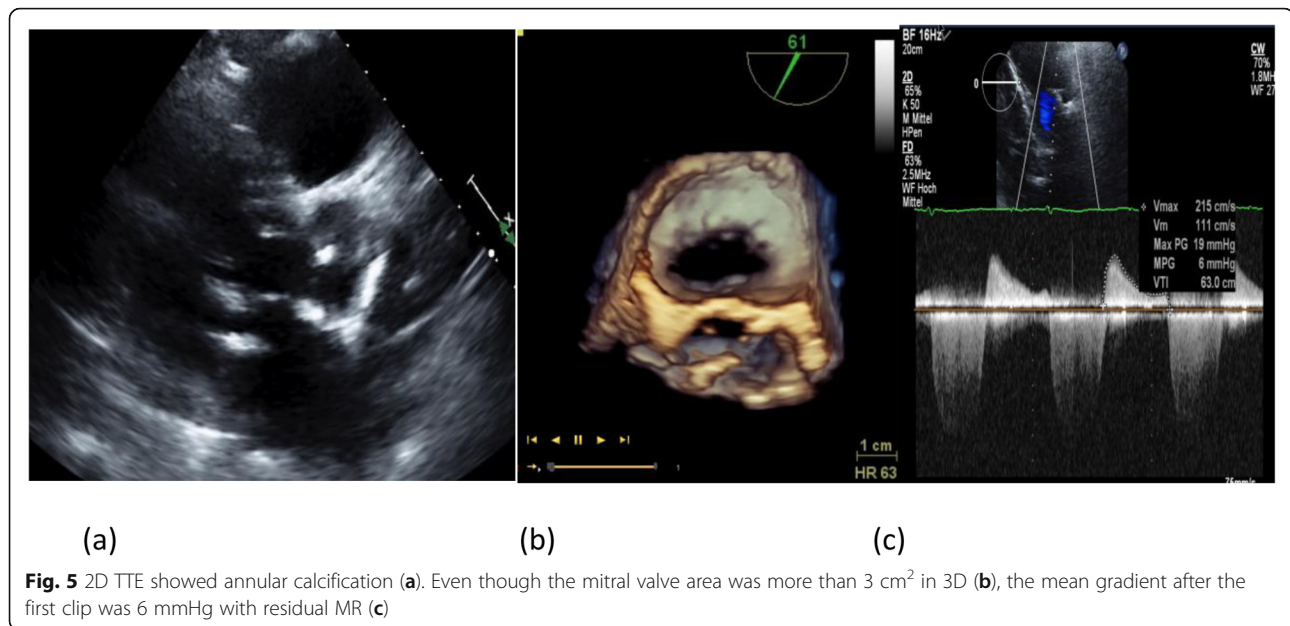 61
1 cm
HR 63
1
BF 16Hz
20cm
2D
65%
K 50
M Mittel
HPen
FD
63%
2.5MHz
WF Hoch
Mittel
0
P
CW
70%
1.8MH
WF 27
Vmax 215 cm/s
Vm 111 cm/s
Max PG 19 mmHg
MPG 6 mmHg
VTI 63.0 cm
75mm/s
(a) (b) (c)
Fig. 5 2D TTE showed annular calcification (a). Even though the mitral valve area was more than 3 cm² in 3D (b), the mean gradient after the
first clip was 6 mmHg with residual MR (c)